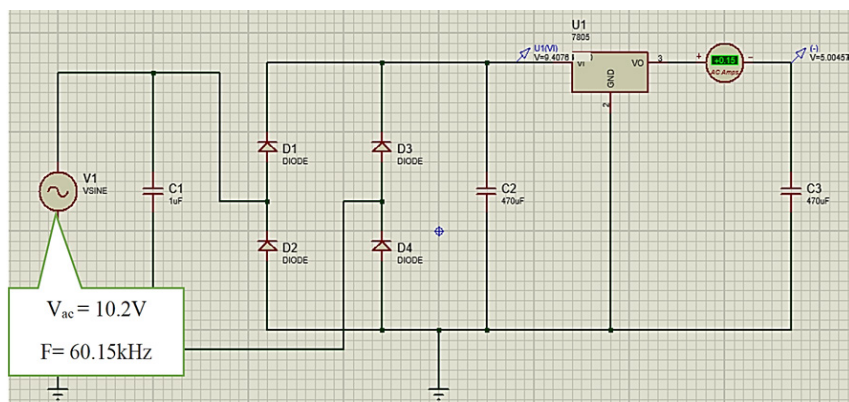 U1
7805
U1(VI)
V=9.4076
VI
VO
3
GND
2
+
+0.15
AC Amps
-
(-)
V=5.00457
V1
VSINE
C1
1uF
D1
DIODE
D3
DIODE
C2
470uF
C3
470uF
D2
DIODE
D4
DIODE
Vac = 10.2V
F= 60.15kHz